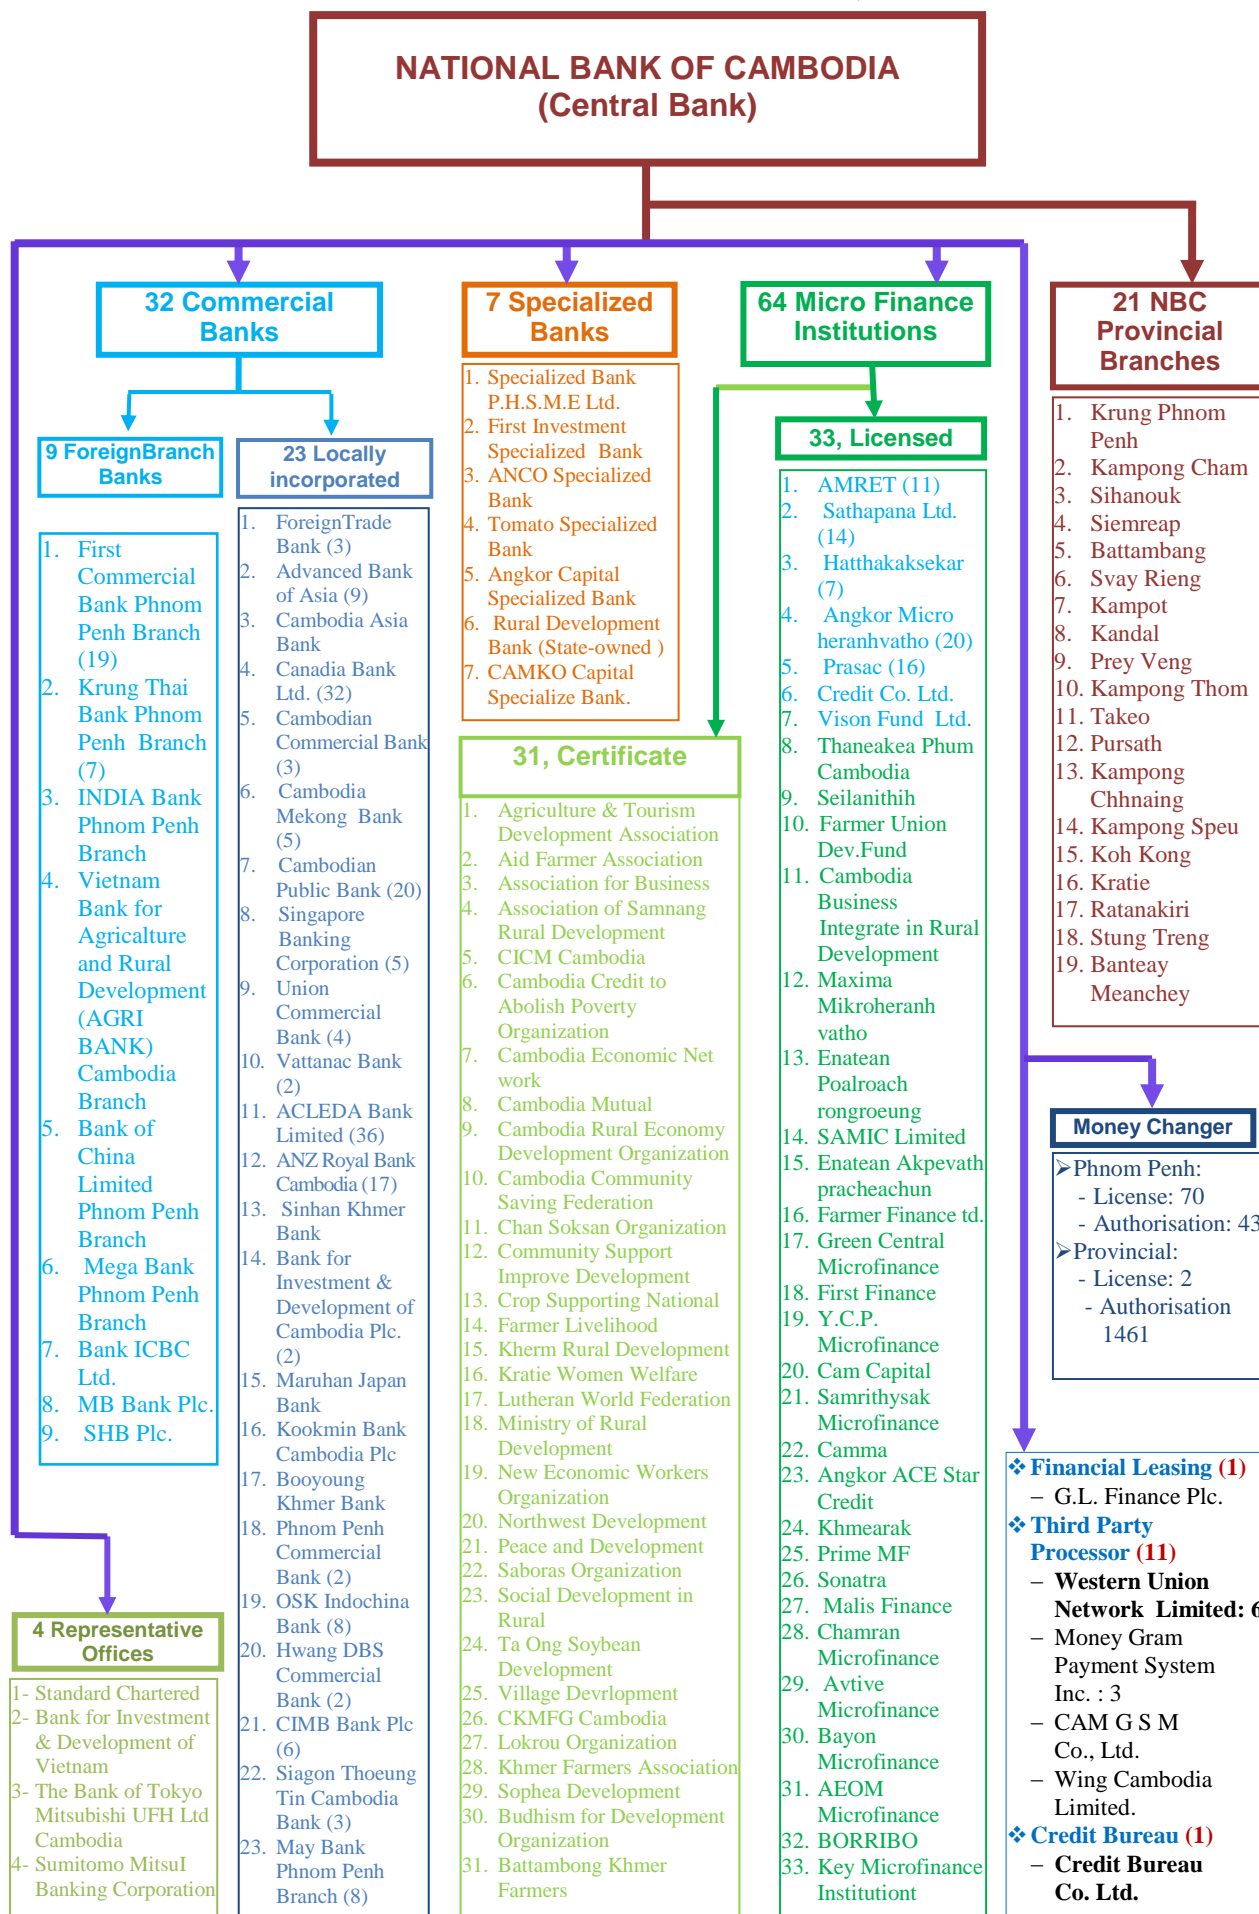 NATIONAL BANK OF CAMBODIA
(Central Bank)
32 Commercial
Banks
9 ForeignBranch
Banks
1. First
Commercial
Bank Phnom
Penh Branch
(19)
2. Krung Thai
Bank Phnom
Penh Branch
(7)
3. INDIA Bank
Phnom Penh
Branch
4. Vietnam
Bank for
Agricalture
and Rural
Development
(AGRI
BANK)
Cambodia
Branch
5. Bank of
China
Limited
Phnom Penh
Branch
6. Mega Bank
Phnom Penh
Branch
7. Bank ICBC
Ltd.
8. MB Bank Plc.
9. SHB Plc.
23 Locally
incorporated
1. ForeignTrade
Bank (3)
2. Advanced Bank
of Asia (9)
3. Cambodia Asia
Bank
4. Canadia Bank
Ltd. (32)
5. Cambodian
Commercial Bank
(3)
6. Cambodia
Mekong Bank
(5)
7. Cambodian
Public Bank (20)
8. Singapore
Banking
Corporation (5)
9. Union
Commercial
Bank (4)
10. Vattanac Bank
(2)
11. ACLEDA Bank
Limited (36)
12. ANZ Royal Bank
Cambodia (17)
13. Sinhan Khmer
Bank
14. Bank for
Investment &
Development of
Cambodia Plc.
(2)
15. Maruhan Japan
Bank
16. Kookmin Bank
Cambodia Plc
17. Booyoung
Khmer Bank
18. Phnom Penh
Commercial
Bank (2)
19. OSK Indochina
Bank (8)
20. Hwang DBS
Commercial
Bank (2)
21. CIMB Bank Plc
(6)
22. Siagon Thoeung
Tin Cambodia
Bank (3)
23. May Bank
Phnom Penh
Branch (8)
4 Representative
Offices
1- Standard Chartered
2- Bank for Investment
& Development of
Vietnam
3- The Bank of Tokyo
Mitsubishi UFH Ltd
Cambodia
4- Sumitomo MitsuI
Banking Corporation
7 Specialized
Banks
1. Specialized Bank
P.H.S.M.E Ltd.
2. First Investment
Specialized Bank
3. ANCO Specialized
Bank
4. Tomato Specialized
Bank
5. Angkor Capital
Specialized Bank
6. Rural Development
Bank (State-owned )
7. CAMKO Capital
Specialize Bank.
64 Micro Finance
Institutions
31, Certificate
1. Agriculture & Tourism
Development Association
2. Aid Farmer Association
3. Association for Business
4. Association of Samnang
Rural Development
5. CICM Cambodia
6. Cambodia Credit to
Abolish Poverty
Organization
7. Cambodia Economic Net
work
8. Cambodia Mutual
9. Cambodia Rural Economy
Development Organization
10. Cambodia Community
Saving Federation
11. Chan Soksan Organization
12. Community Support
Improve Development
13. Crop Supporting National
14. Farmer Livelihood
15. Kherm Rural Development
16. Kratie Women Welfare
17. Lutheran World Federation
18. Ministry of Rural
Development
19. New Economic Workers
Organization
20. Northwest Development
21. Peace and Development
22. Saboras Organization
23. Social Development in
Rural
24. Ta Ong Soybean
Development
25. Village Devrlopment
26. CKMFG Cambodia
27. Lokrou Organization
28. Khmer Farmers Association
29. Sophea Development
30. Budhism for Development
Organization
31. Battambong Khmer
Farmers
33, Licensed
1. AMRET (11)
2. Sathapana Ltd.
(14)
3. Hatthakaksekar
(7)
4. Angkor Micro
heranhvatho (20)
5. Prasac (16)
6. Credit Co. Ltd.
7. Vison Fund Ltd.
8. Thaneakea Phum
Cambodia
9. Seilanithih
10. Farmer Union
Dev.Fund
11. Cambodia
Business
Integrate in Rural
Development
12. Maxima
Mikroheranh
vatho
13. Enatean
Poalroach
rongroeung
14. SAMIC Limited
15. Enatean Akpevath
pracheachun
16. Farmer Finance td.
17. Green Central
Microfinance
18. First Finance
19. Y.C.P.
Microfinance
20. Cam Capital
21. Samrithysak
Microfinance
22. Camma
23. Angkor ACE Star
Credit
24. Khmearak
25. Prime MF
26. Sonatra
27. Malis Finance
28. Chamran
Microfinance
29. Avtive
Microfinance
30. Bayon
Microfinance
31. AEOM
Microfinance
32. BORRIBO
33. Key Microfinance
Institutiont
21 NBC
Provincial
Branches
1. Krung Phnom
Penh
2. Kampong Cham
3. Sihanouk
4. Siemreap
5. Battambang
6. Svay Rieng
7. Kampot
8. Kandal
9. Prey Veng
10. Kampong Thom
11. Takeo
12. Pursath
13. Kampong
Chhnaing
14. Kampong Speu
15. Koh Kong
16. Kratie
17. Ratanakiri
18. Stung Treng
19. Banteay
Meanchey
Money Changer
➢Phnom Penh:
- License: 70
- Authorisation: 43
➢Provincial:
- License: 2
- Authorisation
1461
❖ Financial Leasing (1)
– G.L. Finance Plc.
❖ Third Party
Processor (11)
– Western Union
Network Limited: 6
– Money Gram
Payment System
Inc. : 3
– CAM G S M
Co., Ltd.
– Wing Cambodia
Limited.
❖ Credit Bureau (1)
– Credit Bureau
Co. Ltd.